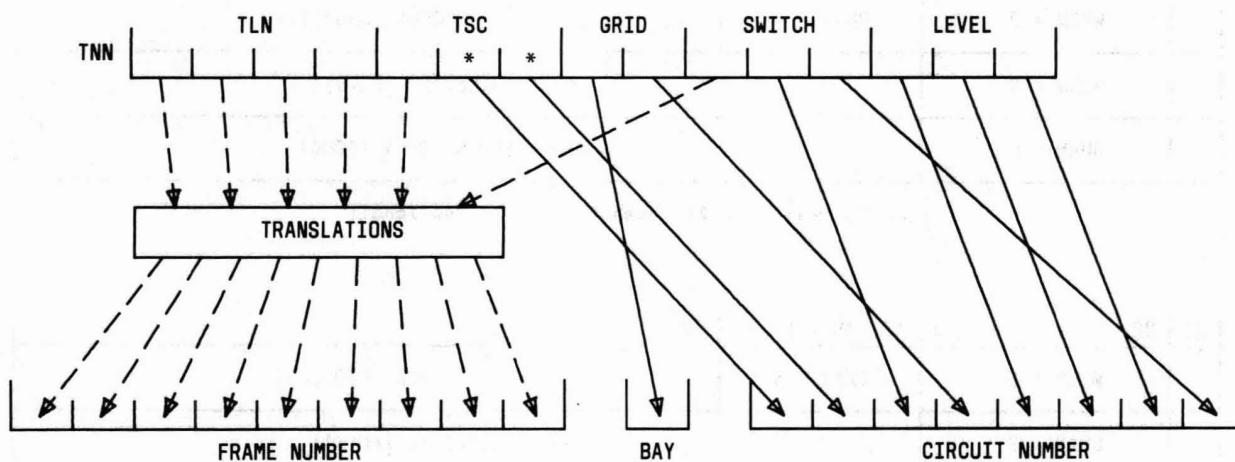 TLN TSC GRID SWITCH LEVEL
TNN * *
TRANSLATIONS
FRAME NUMBER BAY CIRCUIT NUMBER